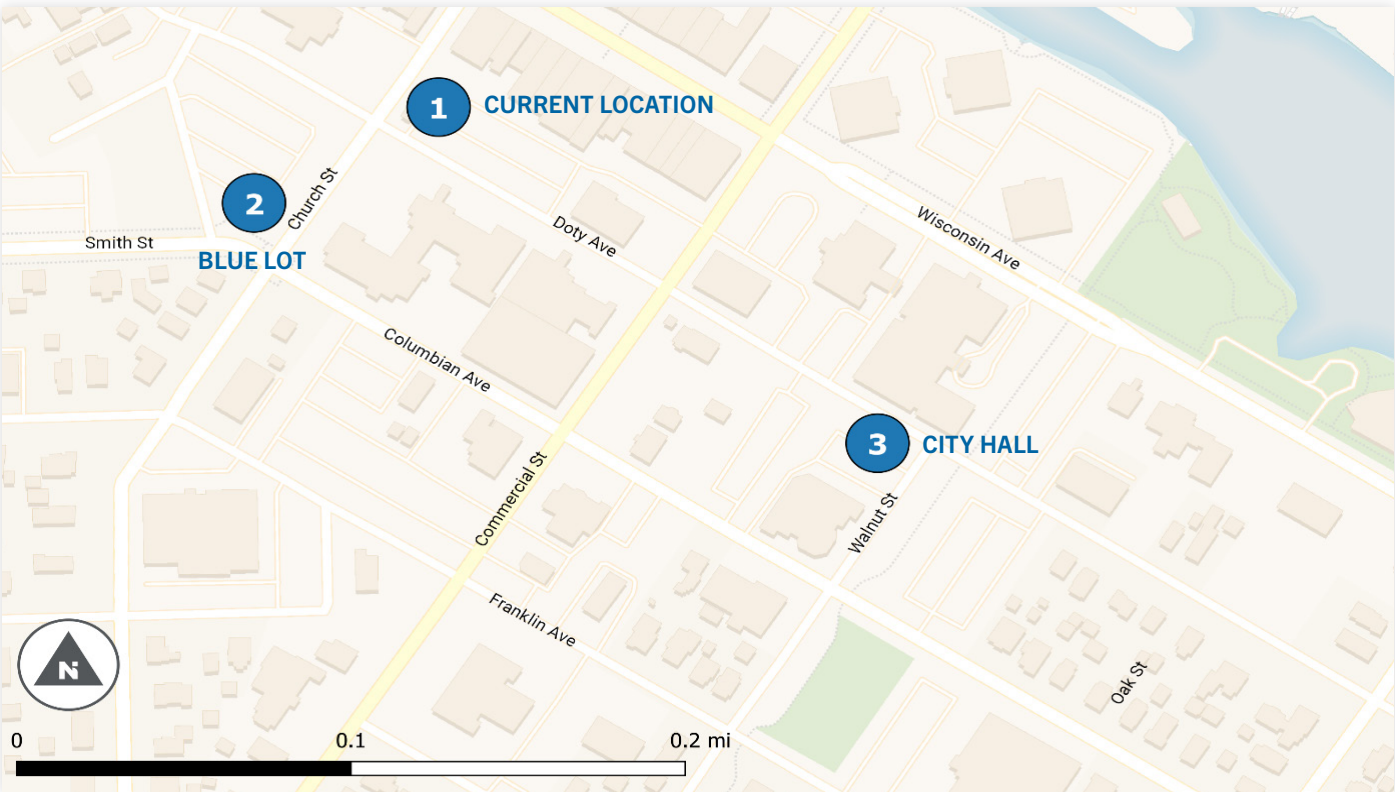 1 CURRENT LOCATION
2
Church St
Smith St
BLUE LOT
Doty Ave
Wisconsin Ave
Columbian Ave
3 CITY HALL
Commercial St
Walnut St
Franklin Ave
Oak St
N
0 0.1 0.2 mi